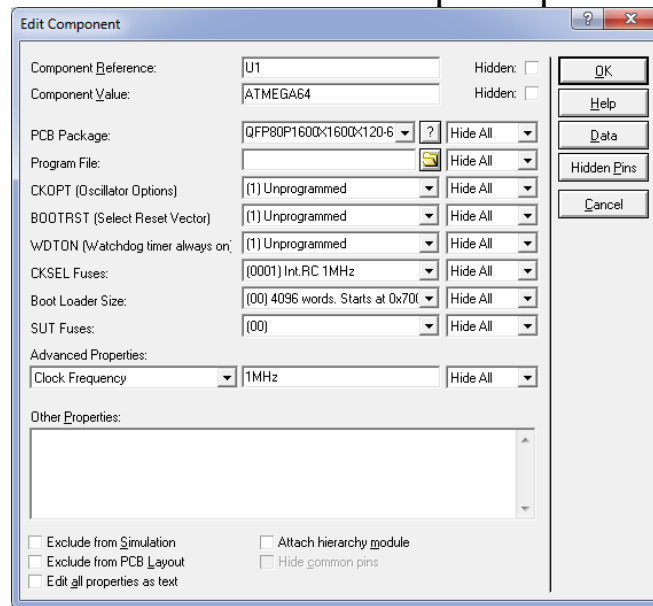 Edit Component
Component Reference: U1 Hidden: OK
Component Value: ATMEGA64 Hidden: Help
PCB Package: QFP80P1600X1600X120-6 ? Hide All Data
Program File: Hide All Hidden Pins
CKOPT (Oscillator Options) (1) Unprogrammed Hide All Cancel
BOOTRST (Select Reset Vector) (1) Unprogrammed Hide All
WDTON (Watchdog timer always on) (1) Unprogrammed Hide All
CKSEL Fuses: (0001) Int.RC 1MHz Hide All
Boot Loader Size: (00) 4096 words. Starts at 0x70( Hide All
SUT Fuses: (00) Hide All
Advanced Properties:
Clock Frequency 1MHz Hide All
Other Properties:
Exclude from Simulation Attach hierarchy module
Exclude from PCB Layout Hide common pins
Edit all properties as text